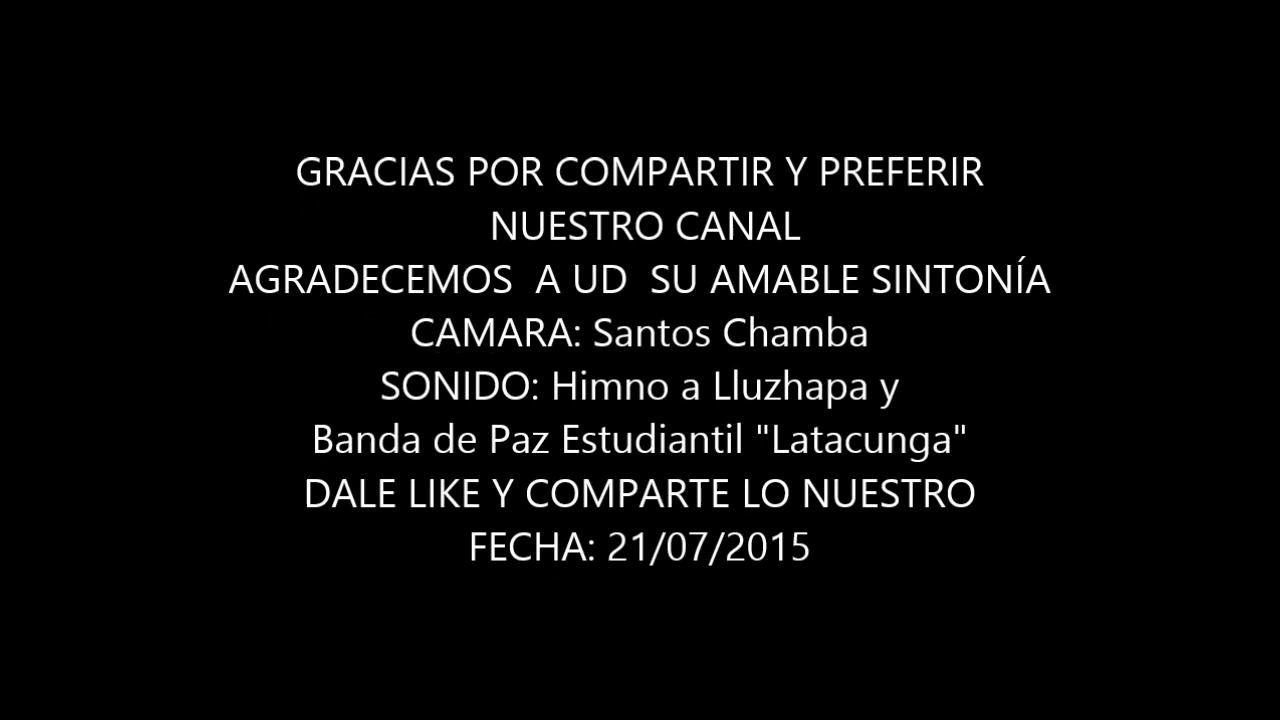 GRACIAS POR COMPARTIR Y PREFERIR
NUESTRO CANAL
AGRADECEMOS  A UD  SU AMABLE SINTONÍA
CAMARA: Santos Chamba
SONIDO: Himno a Lluzhapa y
Banda de Paz Estudiantil "Latacunga"
DALE LIKE Y COMPARTE LO NUESTRO
FECHA: 21/07/2015